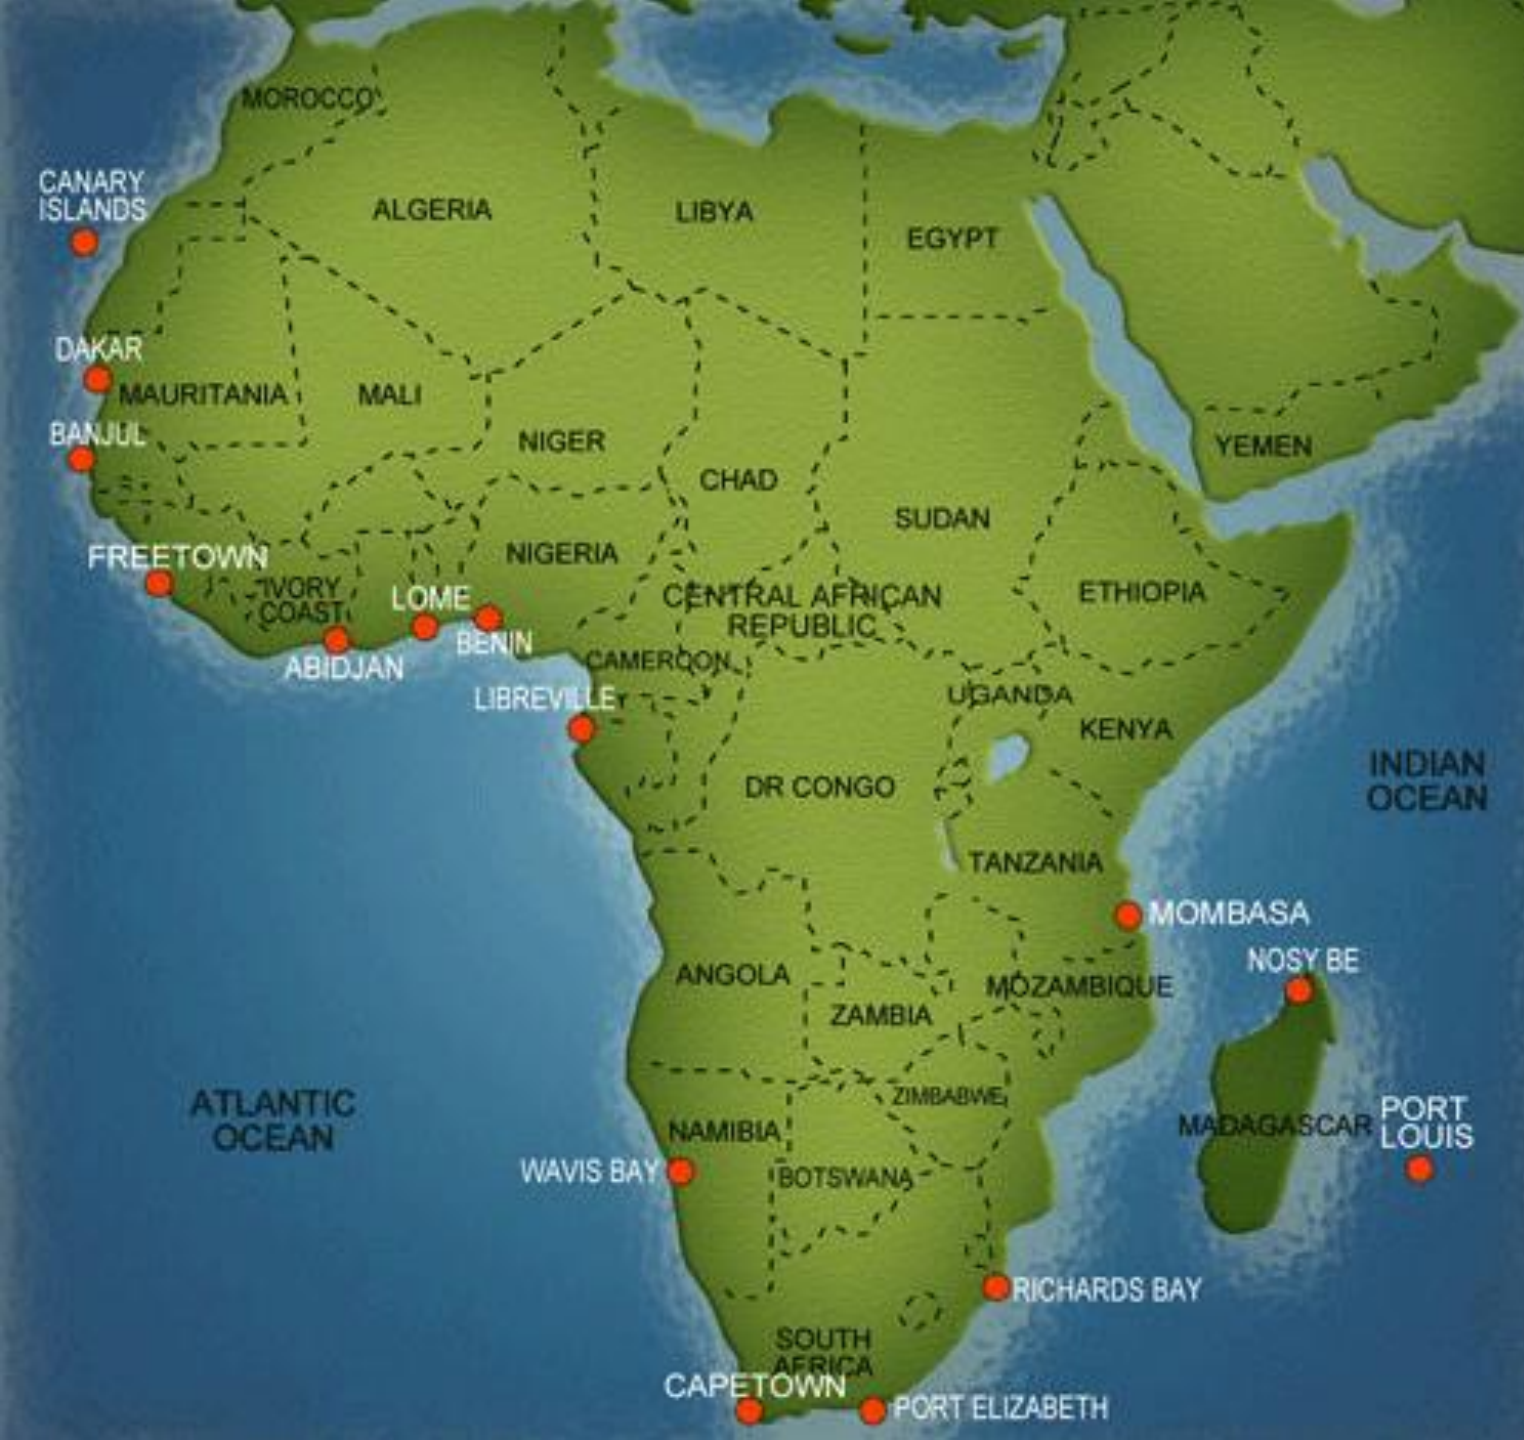 MOROCCO
CANARY
ISLANDS
ALGERIA
LIBYA
EGYPT
DAKAR
MAURITANIA
MALI
BANJUL
NIGER
YEMEN
CHAD
SUDAN
FREETOWN
NIGERIA
IVORY
COAST
LOME
CENTRAL AFRICAN
REPUBLIC
ETHIOPIA
BENIN
ABIDJAN
CAMEROON
LIBREVILLE
UGANDA
KENYA
DR CONGO
INDIAN
OCEAN
TANZANIA
MOMBASA
NOSY BE
ANGOLA
MOZAMBIQUE
ZAMBIA
ATLANTIC
OCEAN
ZIMBABWE
NAMIBIA
MADAGASCAR
PORT
LOUIS
WAVIS BAY
BOTSWANA
RICHARDS BAY
SOUTH
AFRICA
CAPETOWN
PORT ELIZABETH